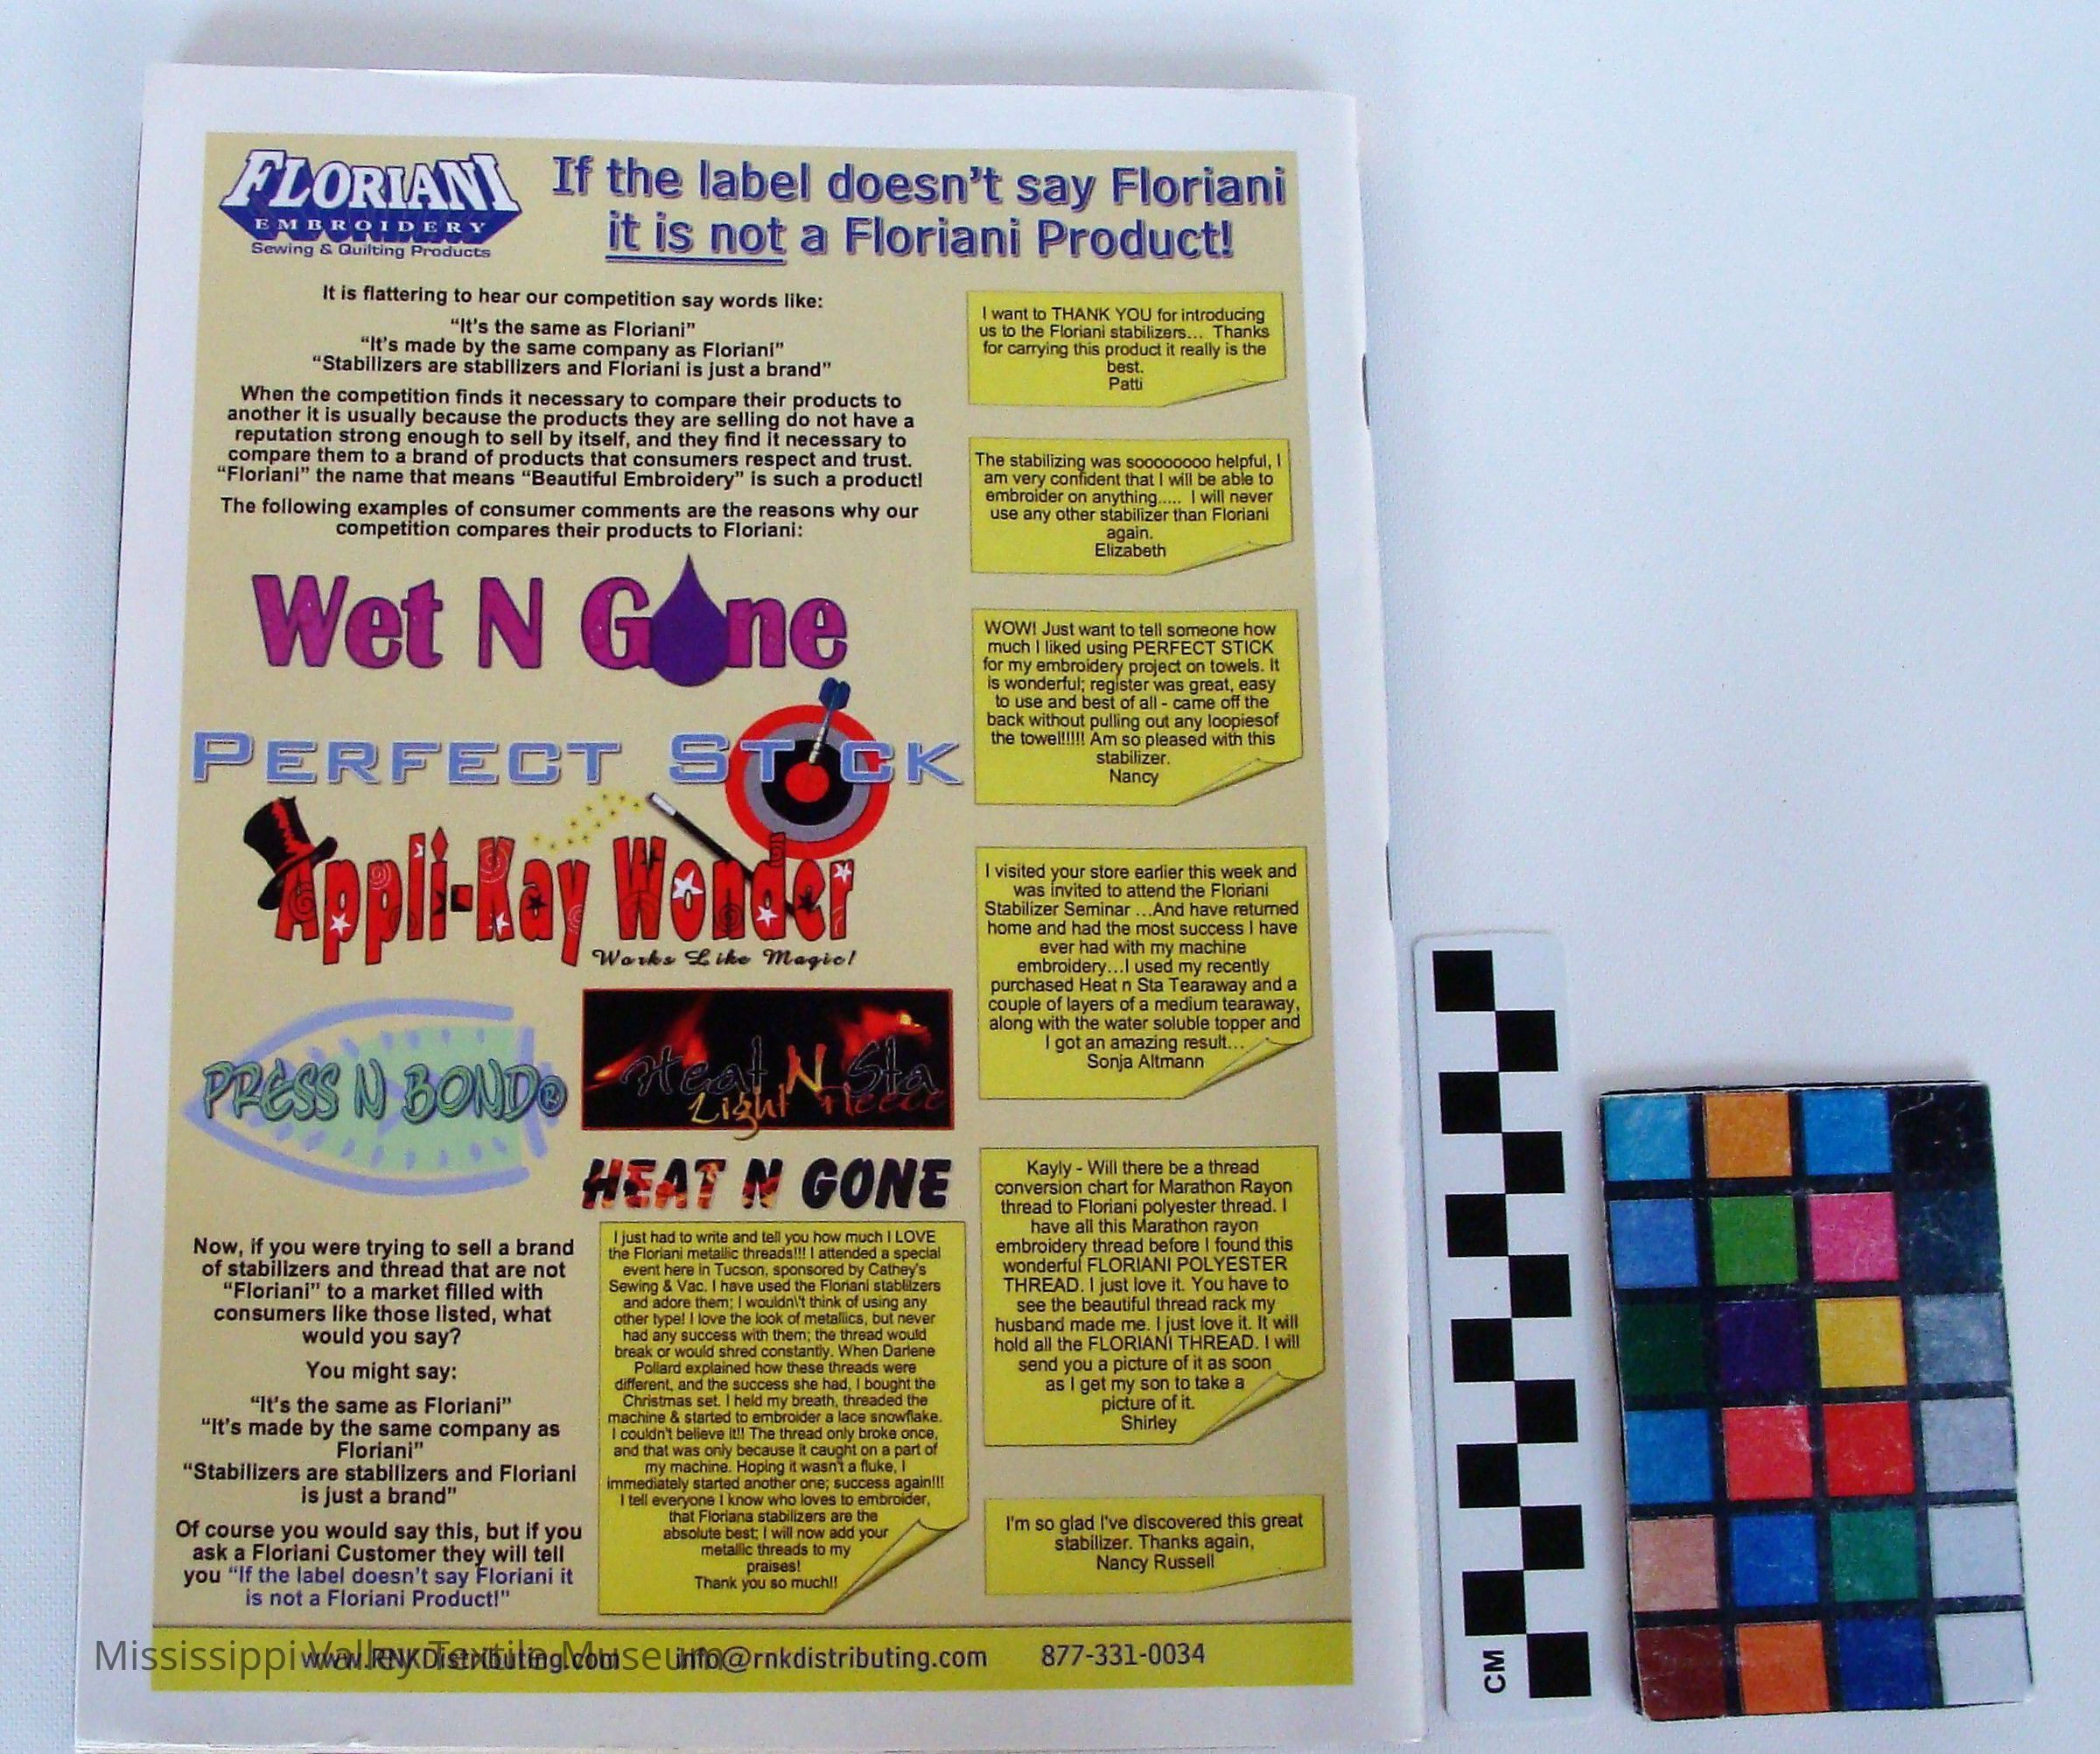 FLORIANI
EMBROIDERY
Sewing & Quilting Products
If the label doesn't say Floriani
it is not a Floriani Product!
It is flattering to hear our competition say words like:
"It's the same as Floriani"
"It's made by the same company as Floriani"
"Stabilizers are stabilizers and Floriani is just a brand"
When the competition finds it necessary to compare their products to
another it is usually because the products they are selling do not have a
reputation strong enough to sell by itself, and they find it necessary to
compare them to a brand of products that consumers respect and trust.
"Floriani" the name that means "Beautiful Embroidery" is such a product!
The following examples of consumer comments are the reasons why our
competition compares their products to Floriani:
Wet N Gone
PERFECT STICK
Appli-Kay Wonder
Works Like Magic!
PRESS N BOND®
Heat N Sta
Light Fleece
HEAT N GONE
Now, if you were trying to sell a brand
of stabilizers and thread that are not
"Floriani" to a market filled with
consumers like those listed, what
would you say?
You might say:
"It's the same as Floriani"
"It's made by the same company as
Floriani"
"Stabilizers are stabilizers and Floriani
is just a brand"
Of course you would say this, but if you
ask a Floriani Customer they will tell
you "If the label doesn't say Floriani it
is not a Floriani Product!"
I just had to write and tell you how much I LOVE
the Floriani metallic threads!!! I attended a special
event here in Tucson, sponsored by Cathey's
Sewing & Vac. I have used the Floriani stablilzers
and adore them; I wouldn\'t think of using any
other type! I love the look of metallics, but never
had any success with them; the thread would
break or would shred constantly. When Darlene
Pollard explained how these threads were
different, and the success she had, I bought the
Christmas set. I held my breath, threaded the
machine & started to embroider a lace snowflake.
I couldn't believe it!! The thread only broke once,
and that was only because it caught on a part of
my machine. Hoping it wasn't a fluke, I
immediately started another one; success again!!!
I tell everyone I know who loves to embroider,
that Floriana stabilizers are the
absolute best; I will now add your
metallic threads to my
praises!
Thank you so much!!
I want to THANK YOU for introducing
us to the Floriani stabilizers... Thanks
for carrying this product it really is the
best.
Patti
The stabilizing was soooooooo helpful, I
am very confident that I will be able to
embroider on anything..... I will never
use any other stabilizer than Floriani
again.
Elizabeth
WOW! Just want to tell someone how
much I liked using PERFECT STICK
for my embroidery project on towels. It
is wonderful; register was great, easy
to use and best of all - came off the
back without pulling out any loopiesof
the towel!!!!! Am so pleased with this
stabilizer.
Nancy
I visited your store earlier this week and
was invited to attend the Floriani
Stabilizer Seminar ...And have returned
home and had the most success I have
ever had with my machine
embroidery...I used my recently
purchased Heat n Sta Tearaway and a
couple of layers of a medium tearaway,
along with the water soluble topper and
I got an amazing result...
Sonja Altmann
Kayly - Will there be a thread
conversion chart for Marathon Rayon
thread to Floriani polyester thread. I
have all this Marathon rayon
embroidery thread before I found this
wonderful FLORIANI POLYESTER
THREAD. I just love it. You have to
see the beautiful thread rack my
husband made me. I just love it. It will
hold all the FLORIANI THREAD. I will
send you a picture of it as soon
as I get my son to take a
picture of it.
Shirley
I'm so glad I've discovered this great
stabilizer. Thanks again,
Nancy Russell
www.RNKDistributing.com info@rnkdistributing.com 877-331-0034
Mississippi Valley Textile Museum
CM